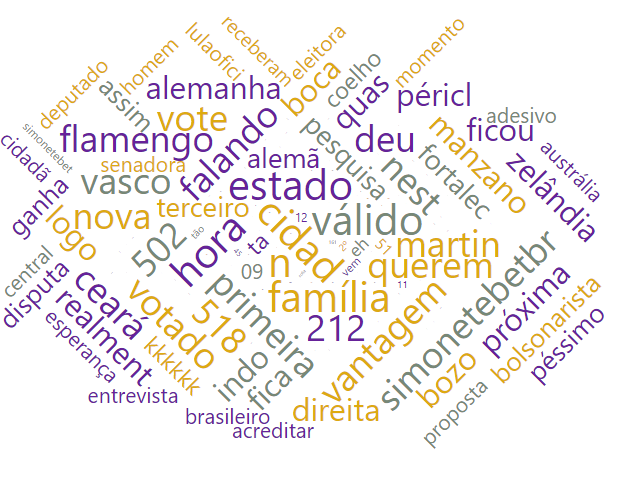 receberam
lulaofici
eleitora
momento
homem
deputado
coelho
boca
quas
péricl
alemanha
assim
vote
adesivo
simonetebet
flamengo
falando
pesquisa
deu
manzano
ficou
austrália
cidadã
senadora
alemã
nest
fortalec
zelândia
vasco
estado
ganha
logo
nova
terceiro
cidad
12
válido
502
hora
ta
eh
51
martin
tão
central
09
n
vem
querem
simonetebetbr
disputa
ceará
realment
votado
518
primeira
família
11
vantagem
próxima
bolsonarista
esperança
kkkkkk
212
péssimo
indo
fica
bozo
entrevista
direita
proposta
brasileiro
acreditar